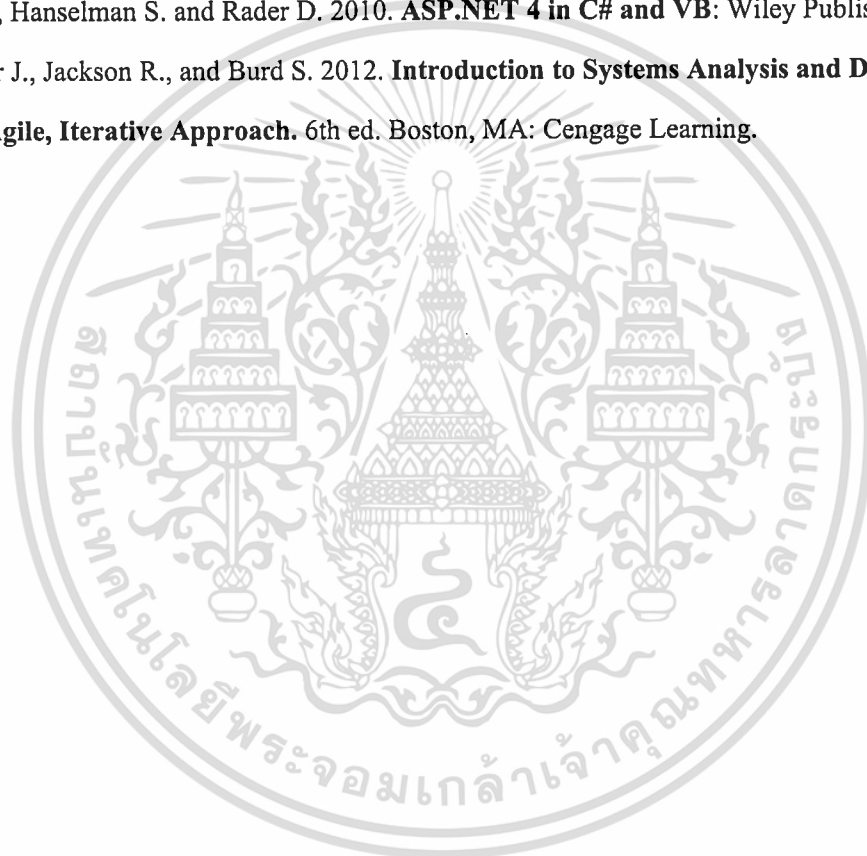 , Hanselman S. and Rader D. 2010. ASP.NET 4 in C# and VB: Wiley Publis
r J., Jackson R., and Burd S. 2012. Introduction to Systems Analysis and D
gile, Iterative Approach. 6th ed. Boston, MA: Cengage Learning.
สถาบันเทคโนโลยีพระจอมเกล้าเจ้าคุณทหารลาดกระบัง
๔